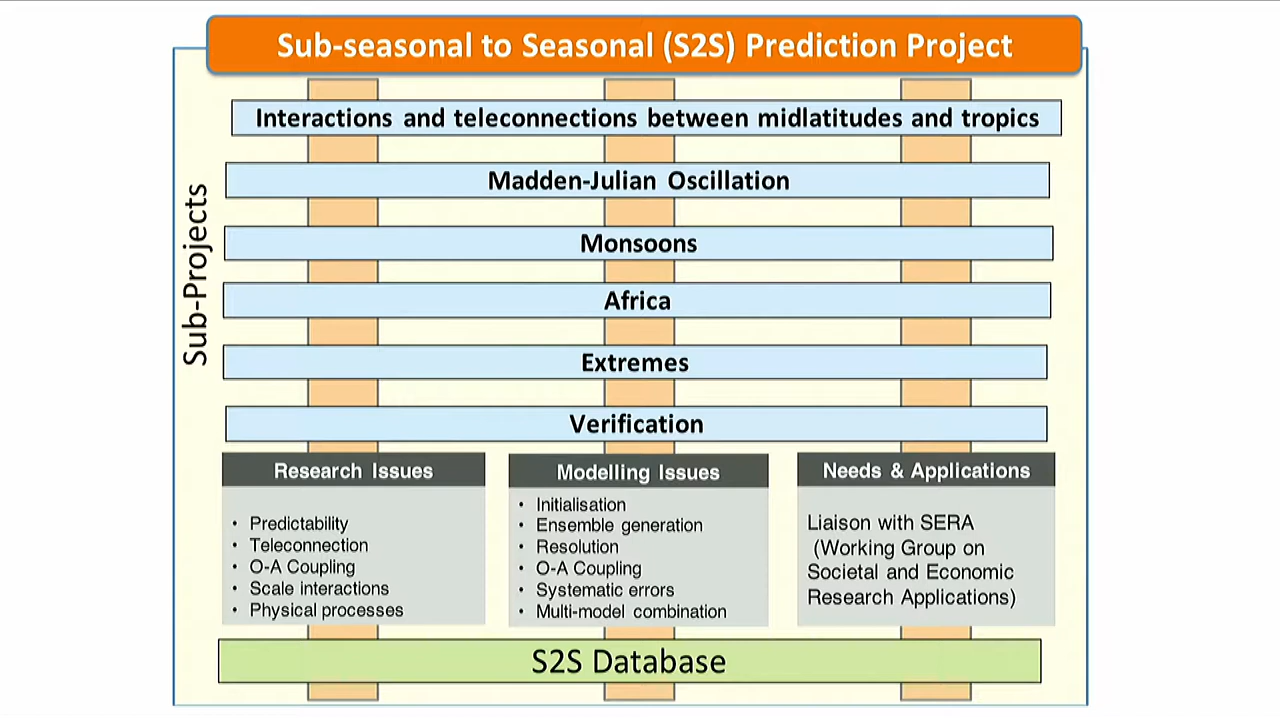 Sub-seasonal to Seasonal (S2S) Prediction Project
Sub-Projects
Interactions and teleconnections between midlatitudes and tropics
Madden-Julian Oscillation
Monsoons
Africa
Extremes
Verification
Research Issues
• Predictability
• Teleconnection
• O-A Coupling
• Scale interactions
• Physical processes
Modelling Issues
• Initialisation
• Ensemble generation
• Resolution
• O-A Coupling
• Systematic errors
• Multi-model combination
Needs & Applications
Liaison with SERA
(Working Group on
Societal and Economic
Research Applications)
S2S Database